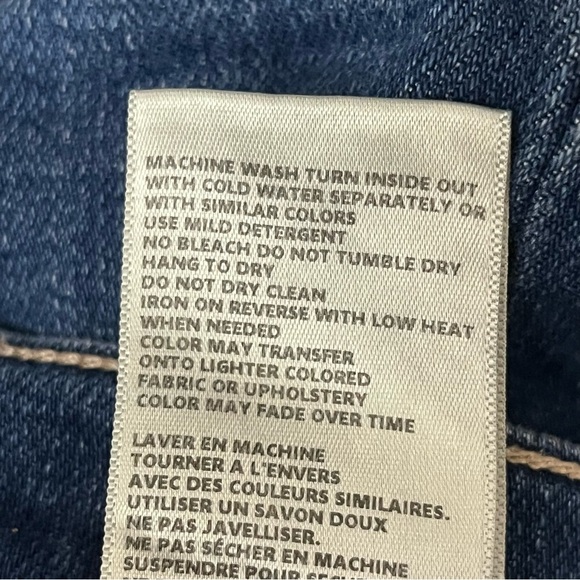 MACHINE WASH TURN INSIDE OUT
WITH COLD WATER SEPARATELY OR
WITH SIMILAR COLORS
USE MILD DETERGENT
NO BLEACH DO NOT TUMBLE DRY
HANG TO DRY
DO NOT DRY CLEAN
IRON ON REVERSE WITH LOW HEAT
WHEN NEEDED
COLOR MAY TRANSFER
ONTO LIGHTER COLORED
FABRIC OR UPHOLSTERY
COLOR MAY FADE OVER TIME
LAVER EN MACHINE
TOURNER A L'ENVERS
AVEC DES COULEURS SIMILAIRES.
UTILISER UN SAVON DOUX
NE PAS JAVELLISER.
NE PAS SÉCHER EN MACHINE
SUSPENDRE POUR